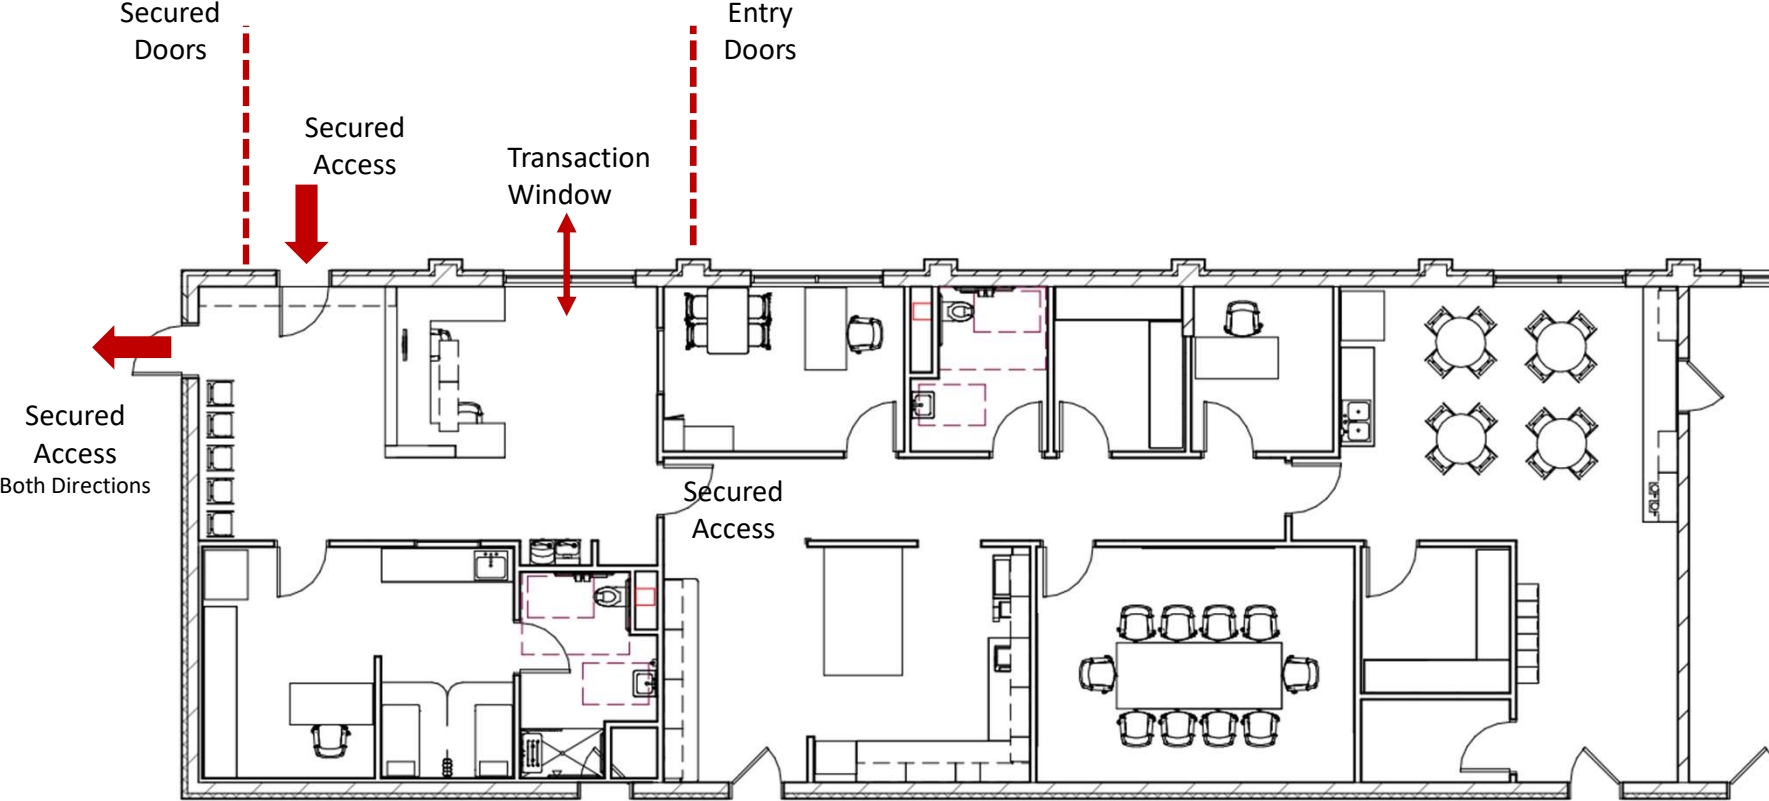 Secured
Doors
Entry
Doors
Secured
Access
Transaction
Window
Secured
Access
Both Directions
Secured
Access